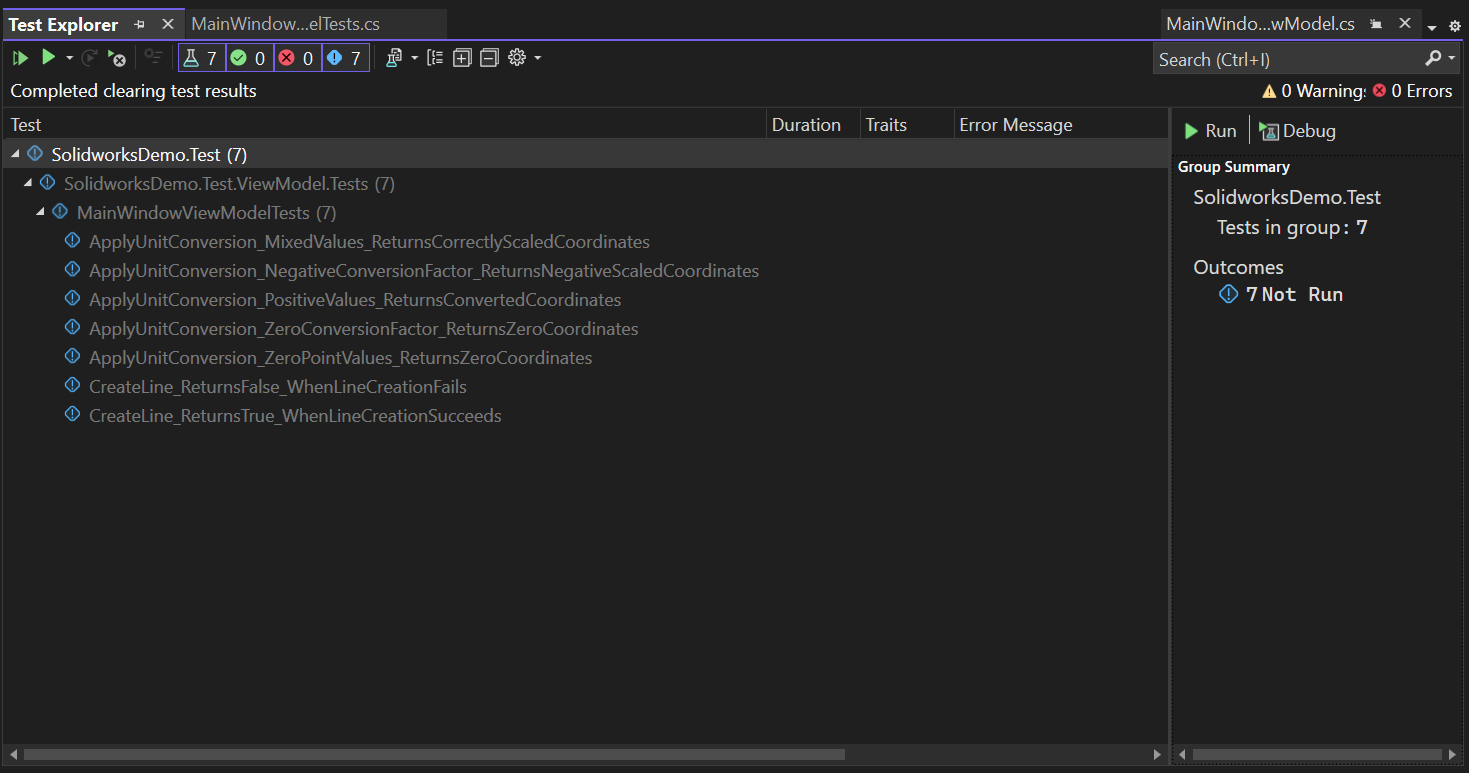 Test Explorer MainWindow...elTests.cs MainWindo...wModel.cs
7 0 0 7 Search (Ctrl+I)
Completed clearing test results 0 Warning 0 Errors
Test Duration Traits Error Message
Run Debug
SolidworksDemo.Test (7)
SolidworksDemo.Test.ViewModel.Tests (7)
MainWindowViewModelTests (7)
ApplyUnitConversion_MixedValues_ReturnsCorrectlyScaledCoordinates
ApplyUnitConversion_NegativeConversionFactor_ReturnsNegativeScaledCoordinates
ApplyUnitConversion_PositiveValues_ReturnsConvertedCoordinates
ApplyUnitConversion_ZeroConversionFactor_ReturnsZeroCoordinates
ApplyUnitConversion_ZeroPointValues_ReturnsZeroCoordinates
CreateLine_ReturnsFalse_WhenLineCreationFails
CreateLine_ReturnsTrue_WhenLineCreationSucceeds
Group Summary
SolidworksDemo.Test
Tests in group: 7
Outcomes
7 Not Run